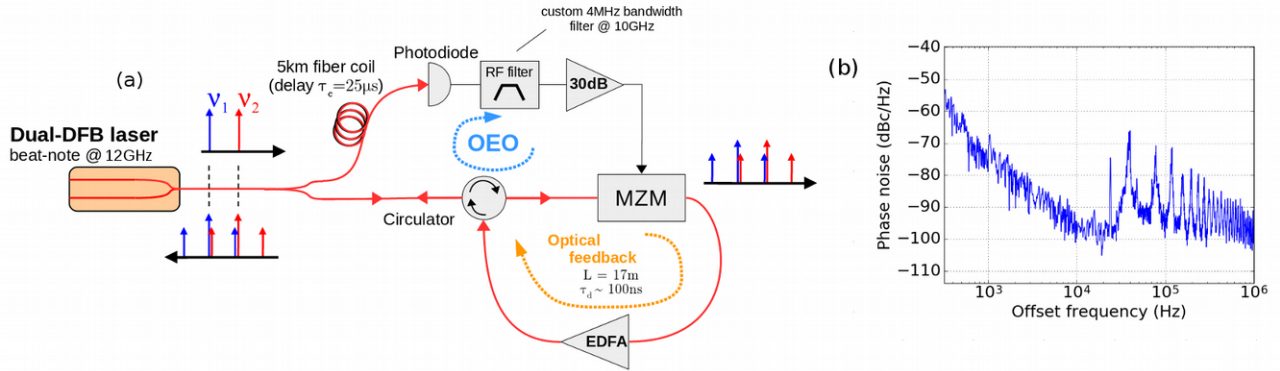 (a)
custom 4MHz bandwidth
filter @ 10GHz
Photodiode
5km fiber coil
(delay τc=25μs)
RF filter
30dB
ν1 ν2
OEO
Dual-DFB laser
beat-note @ 12GHz
Circulator
MZM
Optical
feedback
L = 17m
τd ~ 100ns
EDFA
(b)
Phase noise (dBc/Hz)
−40
−50
−60
−70
−80
−90
−100
−110
10³ 10⁴ 10⁵ 10⁶
Offset frequency (Hz)